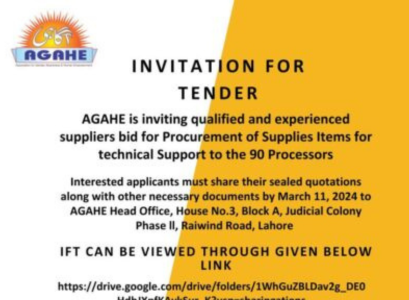 AGAHE
INVITATION FOR
TENDER
AGAHE is inviting qualified and experienced
suppliers bid for Procurement of Supplies Items for
technical Support to the 90 Processors
Interested applicants must share their sealed quotations
along with other necessary documents by March 11, 2024 to
AGAHE Head Office, House No.3, Block A, Judicial Colony
Phase ll, Raiwind Road, Lahore
IFT CAN BE VIEWED THROUGH GIVEN BELOW
LINK
https://drive.google.com/drive/folders/1WhGuZBLDav2g_DE0